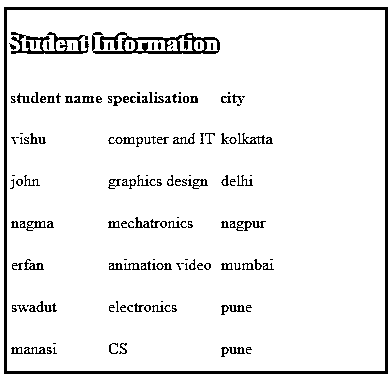 Student Information
student name specialisation city
vishu computer and IT kolkatta
john graphics design delhi
nagma mechatronics nagpur
erfan animation video mumbai
swadut electronics pune
manasi CS pune